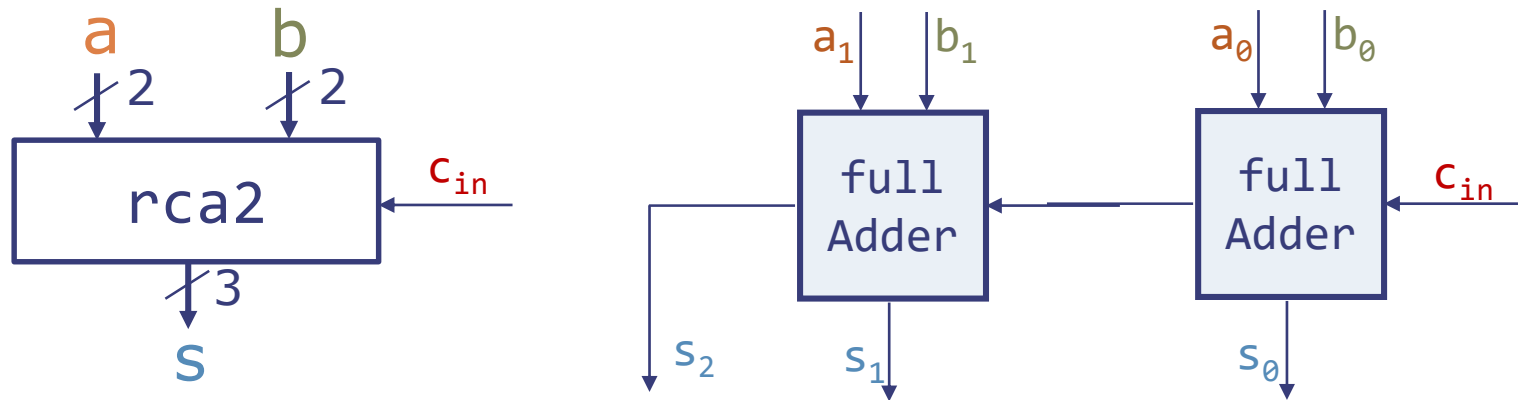 a b
2 2
rca2
c_in
3
s
a_1 b_1
a_0 b_0
full
Adder
full
Adder
c_in
s_2
s_1
s_0